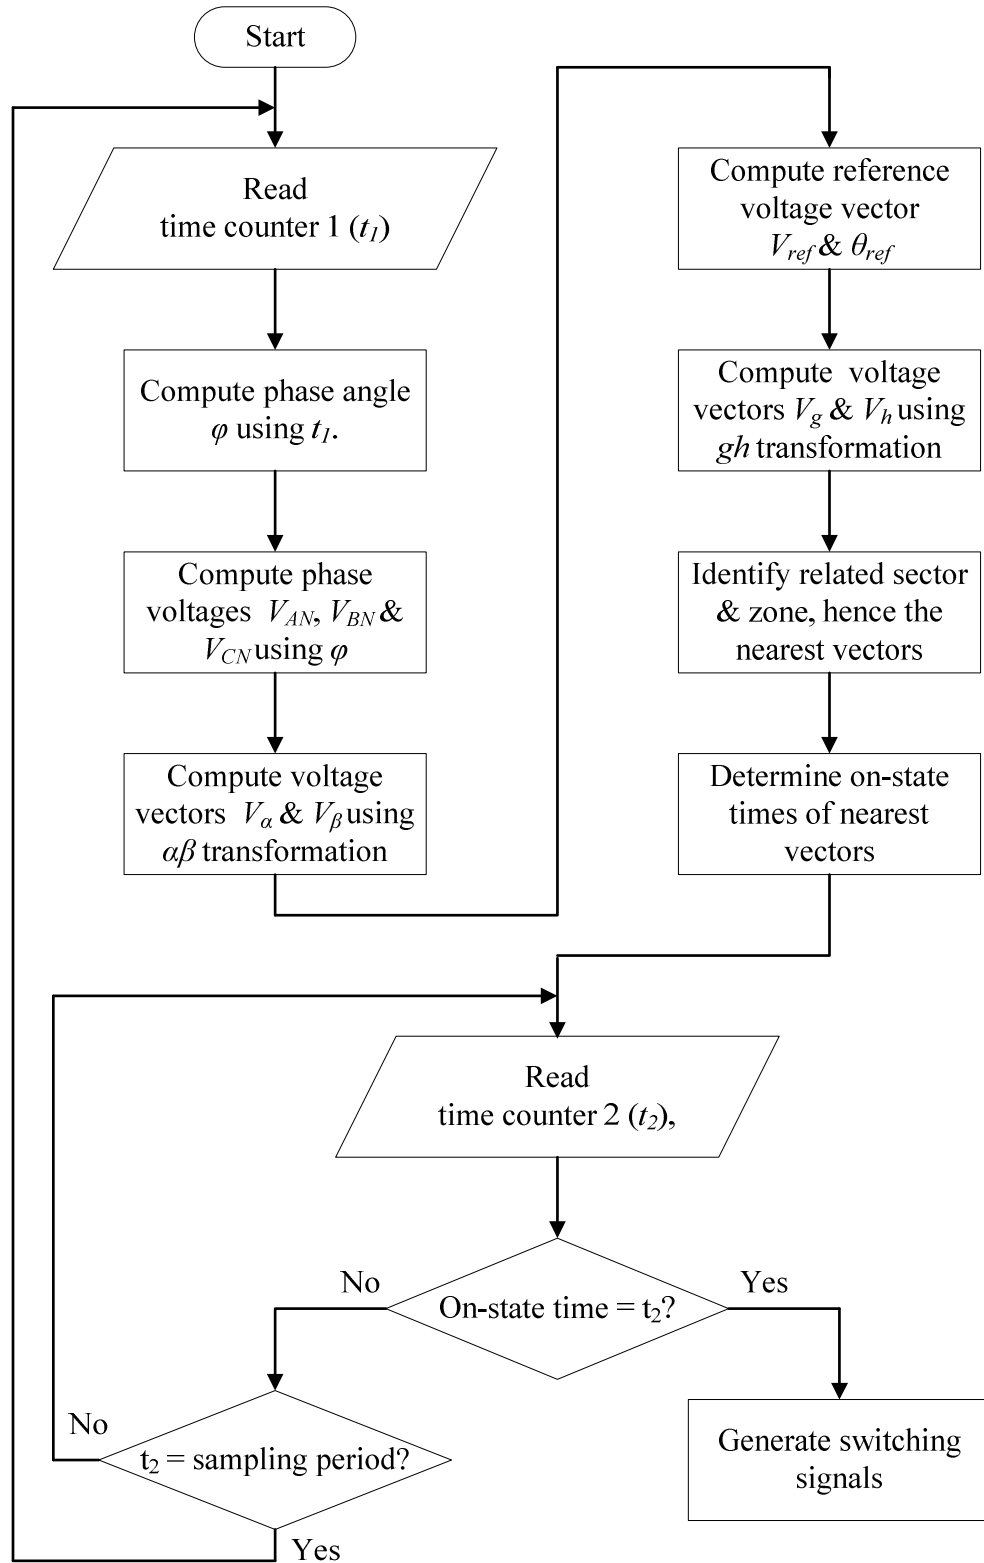 Start
Read
time counter 1 (t1)
Compute phase angle
φ using t1.
Compute phase
voltages VAN, VBN &
VCN using φ
Compute voltage
vectors Vα & Vβ using
αβ transformation
Compute reference
voltage vector
Vref & θref
Compute voltage
vectors Vg & Vh using
gh transformation
Identify related sector
& zone, hence the
nearest vectors
Determine on-state
times of nearest
vectors
Read
time counter 2 (t2),
No
Yes
On-state time = t2?
No
t2 = sampling period?
Yes
Generate switching
signals